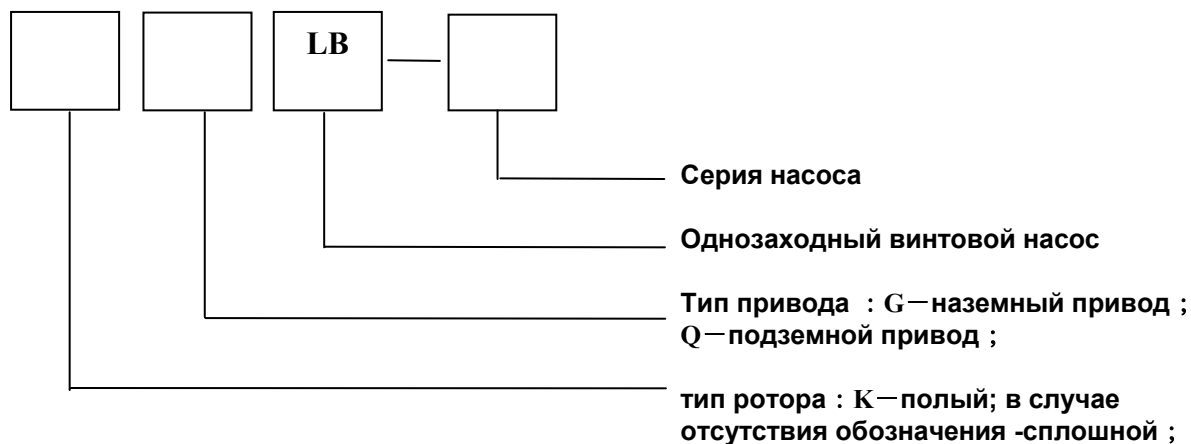 LB
Серия насоса
Однозаходный винтовой насос
Тип привода : G—наземный привод ;
Q—подземной привод ;
тип ротора : K—полый; в случае
отсутствия обозначения -сплошной ;